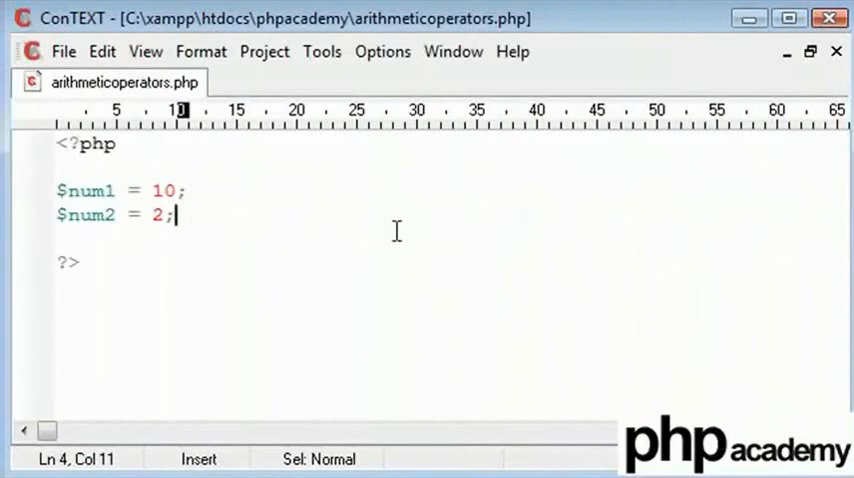 ConTEXT - [C:\xampp\htdocs\phpacademy\arithmeticoperators.php]
File Edit View Format Project Tools Options Window Help
arithmeticoperators.php
5 10 15 20 25 30 35 40 45 50 55 60 65
<?php
$num1 = 10;
$num2 = 2;
?>
Ln 4, Col 11 Insert Sel: Normal
php academy